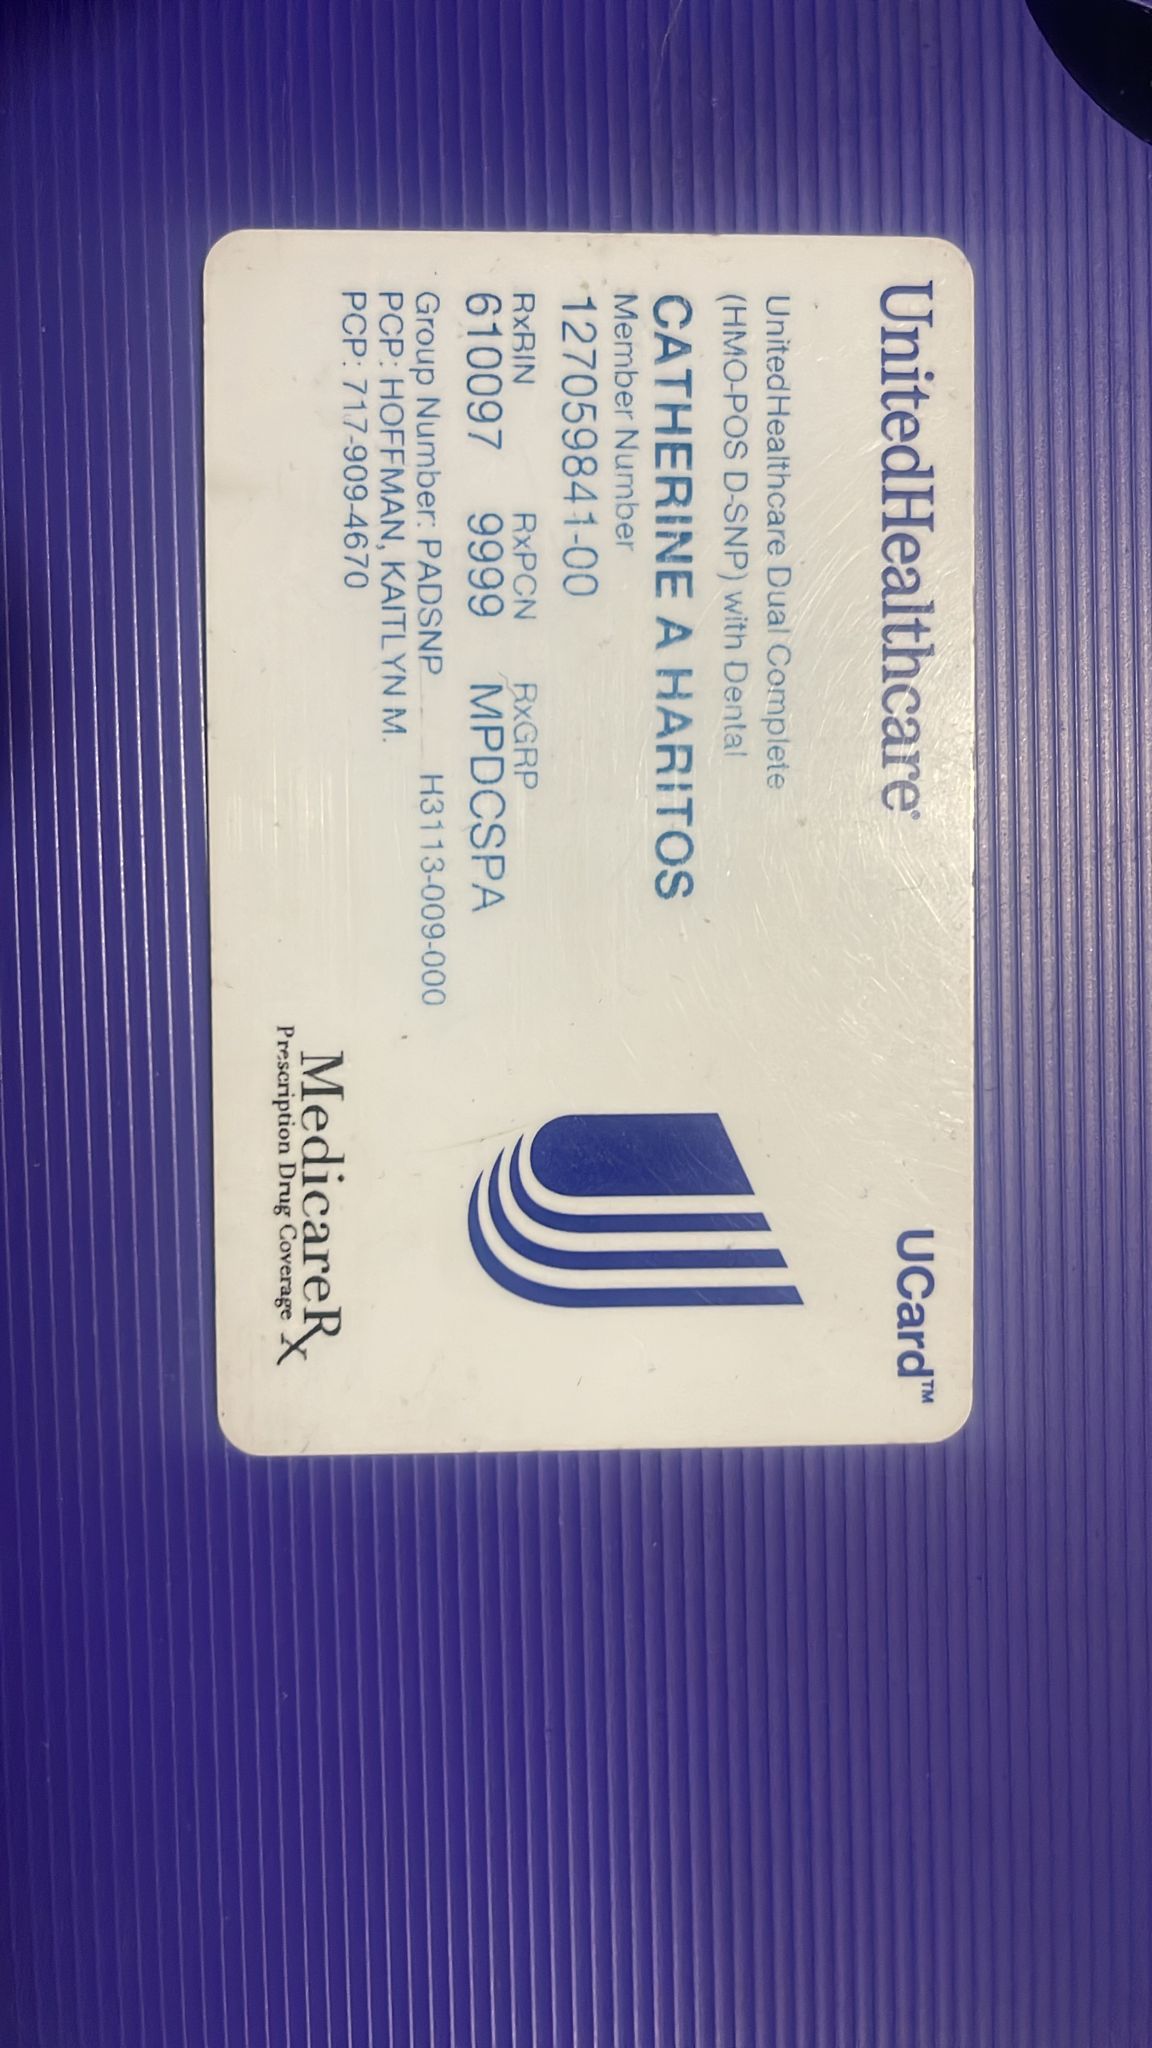 UnitedHealthcare®
UCard™
UnitedHealthcare Dual Complete
(HMO-POS D-SNP) with Dental
CATHERINE A HARITOS
Member Number
127059841-00
RxBIN RxPCN RxGRP
610097 9999 MPDCSPA
Group Number: PADSNP H3113-009-000
PCP: HOFFMAN, KAITLYN M.
PCP: 717-909-4670
MedicareRx
Prescription Drug Coverage